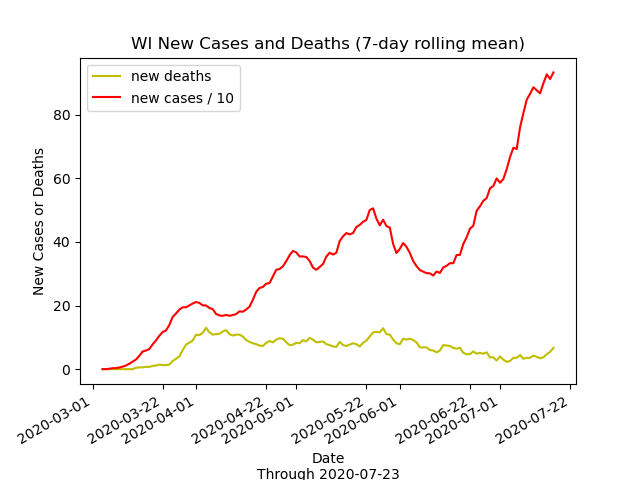 WI New Cases and Deaths (7-day rolling mean)
new deaths
new cases / 10
New Cases or Deaths
80
60
40
20
0
2020-03-01
2020-03-22
2020-04-01
2020-04-22
2020-05-01
2020-05-22
2020-06-01
2020-06-22
2020-07-01
2020-07-22
Date
Through 2020-07-23